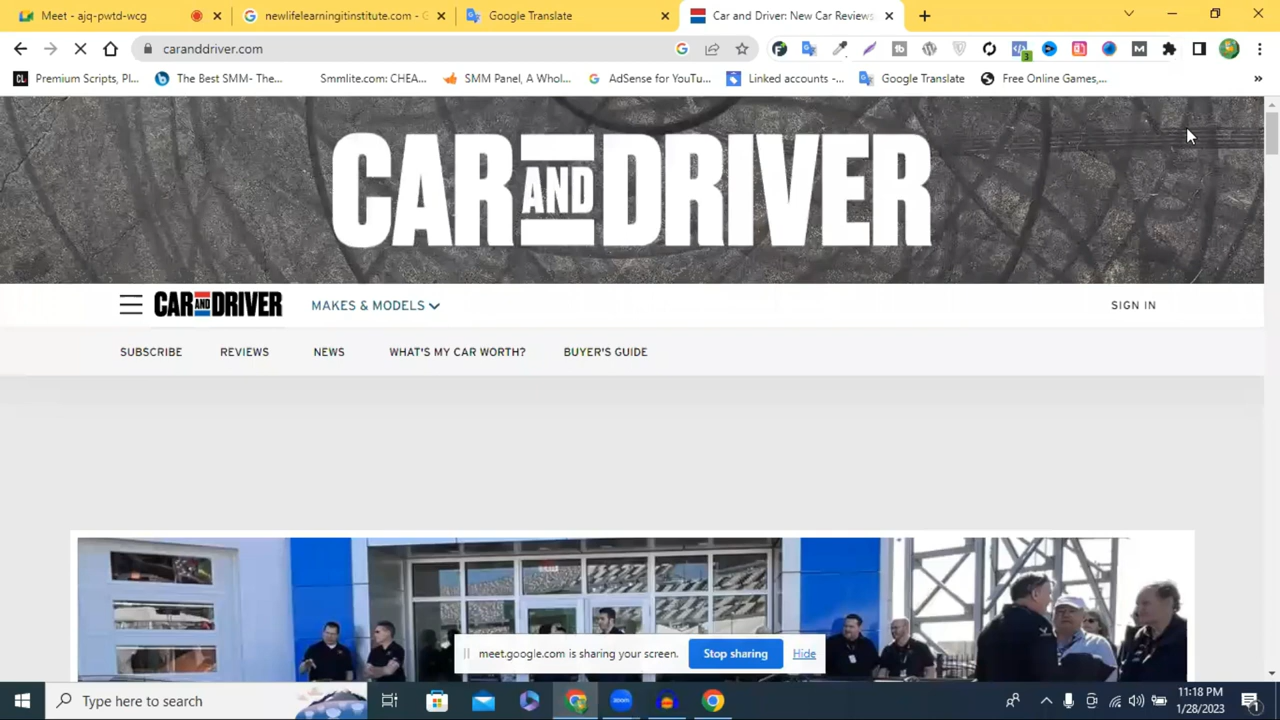 Meet - ajq-pwtd-wcg
newlifelearningitinstitute.com - G
Google Translate
Car and Driver: New Car Reviews
caranddriver.com
3
Premium Scripts, Pl...
The Best SMM- The...
Smmlite.com: CHEA...
SMM Panel, A Whol...
AdSense for YouTu...
Linked accounts -...
Google Translate
Free Online Games,...
CAR AND DRIVER
CAR AND DRIVER
MAKES & MODELS
SIGN IN
SUBSCRIBE
REVIEWS
NEWS
WHAT'S MY CAR WORTH?
BUYER'S GUIDE
meet.google.com is sharing your screen.
Stop sharing
Hide
Type here to search
zoom
11:18 PM
1/28/2023
1